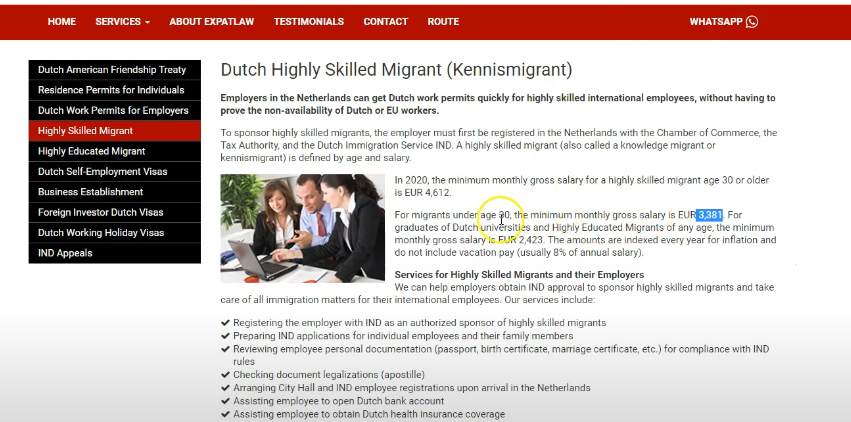 HOME SERVICES ABOUT EXPATLAW TESTIMONIALS CONTACT ROUTE WHATSAPP
Dutch American Friendship Treaty
Residence Permits for Individuals
Dutch Work Permits for Employers
Highly Skilled Migrant
Highly Educated Migrant
Dutch Self-Employment Visas
Business Establishment
Foreign Investor Dutch Visas
Dutch Working Holiday Visas
IND Appeals
Dutch Highly Skilled Migrant (Kennismigrant)
Employers in the Netherlands can get Dutch work permits quickly for highly skilled international employees, without having to
prove the non-availability of Dutch or EU workers.
To sponsor highly skilled migrants, the employer must first be registered in the Netherlands with the Chamber of Commerce, the
Tax Authority, and the Dutch Immigration Service IND. A highly skilled migrant (also called a knowledge migrant or
kennismigrant) is defined by age and salary.
In 2020, the minimum monthly gross salary for a highly skilled migrant age 30 or older
is EUR 4,612.
For migrants under age 30, the minimum monthly gross salary is EUR 3,381. For
graduates of Dutch universities and Highly Educated Migrants of any age, the minimum
monthly gross salary is EUR 2,423. The amounts are indexed every year for inflation and
do not include vacation pay (usually 8% of annual salary).
Services for Highly Skilled Migrants and their Employers
We can help employers obtain IND approval to sponsor highly skilled migrants and take
care of all immigration matters for their international employees. Our services include:
Registering the employer with IND as an authorized sponsor of highly skilled migrants
Preparing IND applications for individual employees and their family members
Reviewing employee personal documentation (passport, birth certificate, marriage certificate, etc.) for compliance with IND
rules
Checking document legalizations (apostille)
Arranging City Hall and IND employee registrations upon arrival in the Netherlands
Assisting employee to open Dutch bank account
Assisting employee to obtain Dutch health insurance coverage